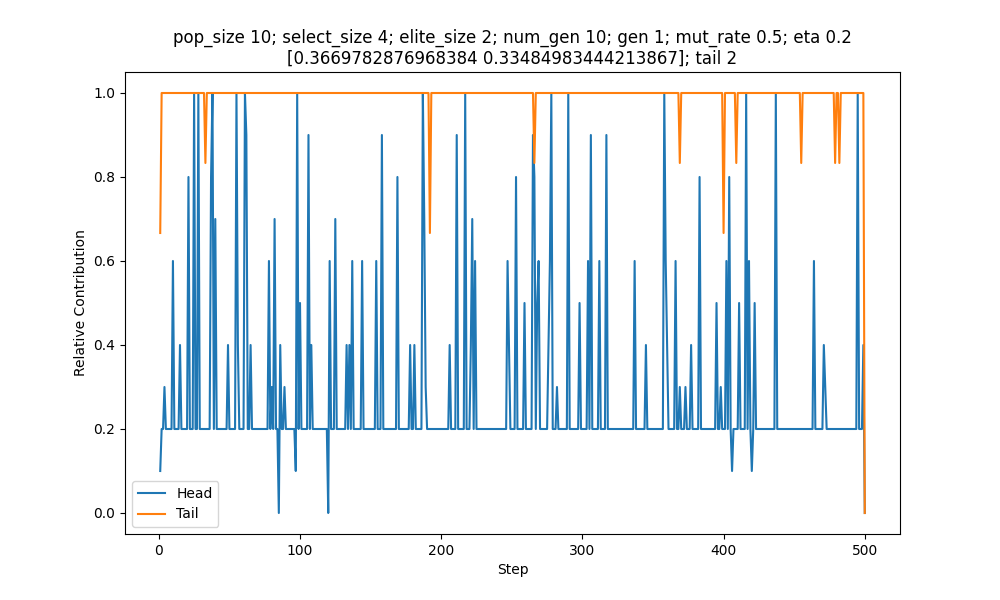 pop_size 10; select_size 4; elite_size 2; num_gen 10; gen 1; mut_rate 0.5; eta 0.2
[0.3669782876968384 0.33484983444213867]; tail 2
1.0
0.8
0.6
0.4
0.2
0.0
Relative Contribution
Head
Tail
0
100
200
300
400
500
Step